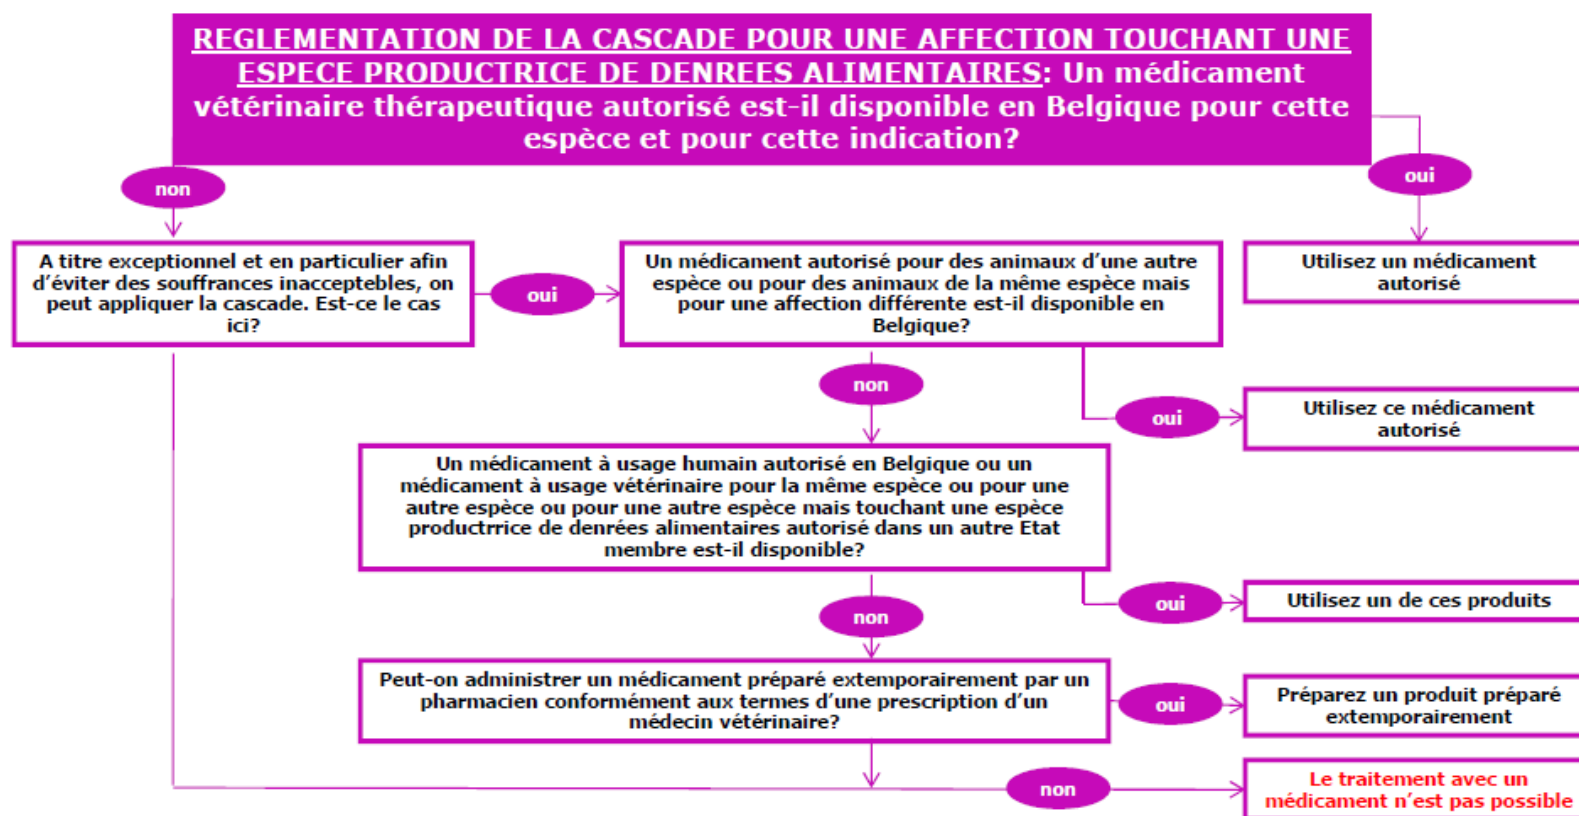 REGLEMENTATION DE LA CASCADE POUR UNE AFFECTION TOUCHANT UNE
ESPECE PRODUCTRICE DE DENREES ALIMENTAIRES: Un médicament
vétérinaire thérapeutique autorisé est-il disponible en Belgique pour cette
espèce et pour cette indication?
non
oui
A titre exceptionnel et en particulier afin
d'éviter des souffrances inacceptebles, on
peut appliquer la cascade. Est-ce le cas
ici?
oui
Un médicament autorisé pour des animaux d'une autre
espèce ou pour des animaux de la même espèce mais
pour une affection différente est-il disponible en
Belgique?
Utilisez un médicament
autorisé
non
oui
Utilisez ce médicament
autorisé
Un médicament à usage humain autorisé en Belgique ou un
médicament à usage vétérinaire pour la même espèce ou pour une
autre espèce ou pour une autre espèce mais touchant une espèce
productrrice de denrées alimentaires autorisé dans un autre Etat
membre est-il disponible?
non
oui
Utilisez un de ces produits
Peut-on administrer un médicament préparé extemporairement par un
pharmacien conformément aux termes d'une prescription d'un
médecin vétérinaire?
oui
Préparez un produit préparé
extemporairement
non
Le traitement avec un
médicament n'est pas possible